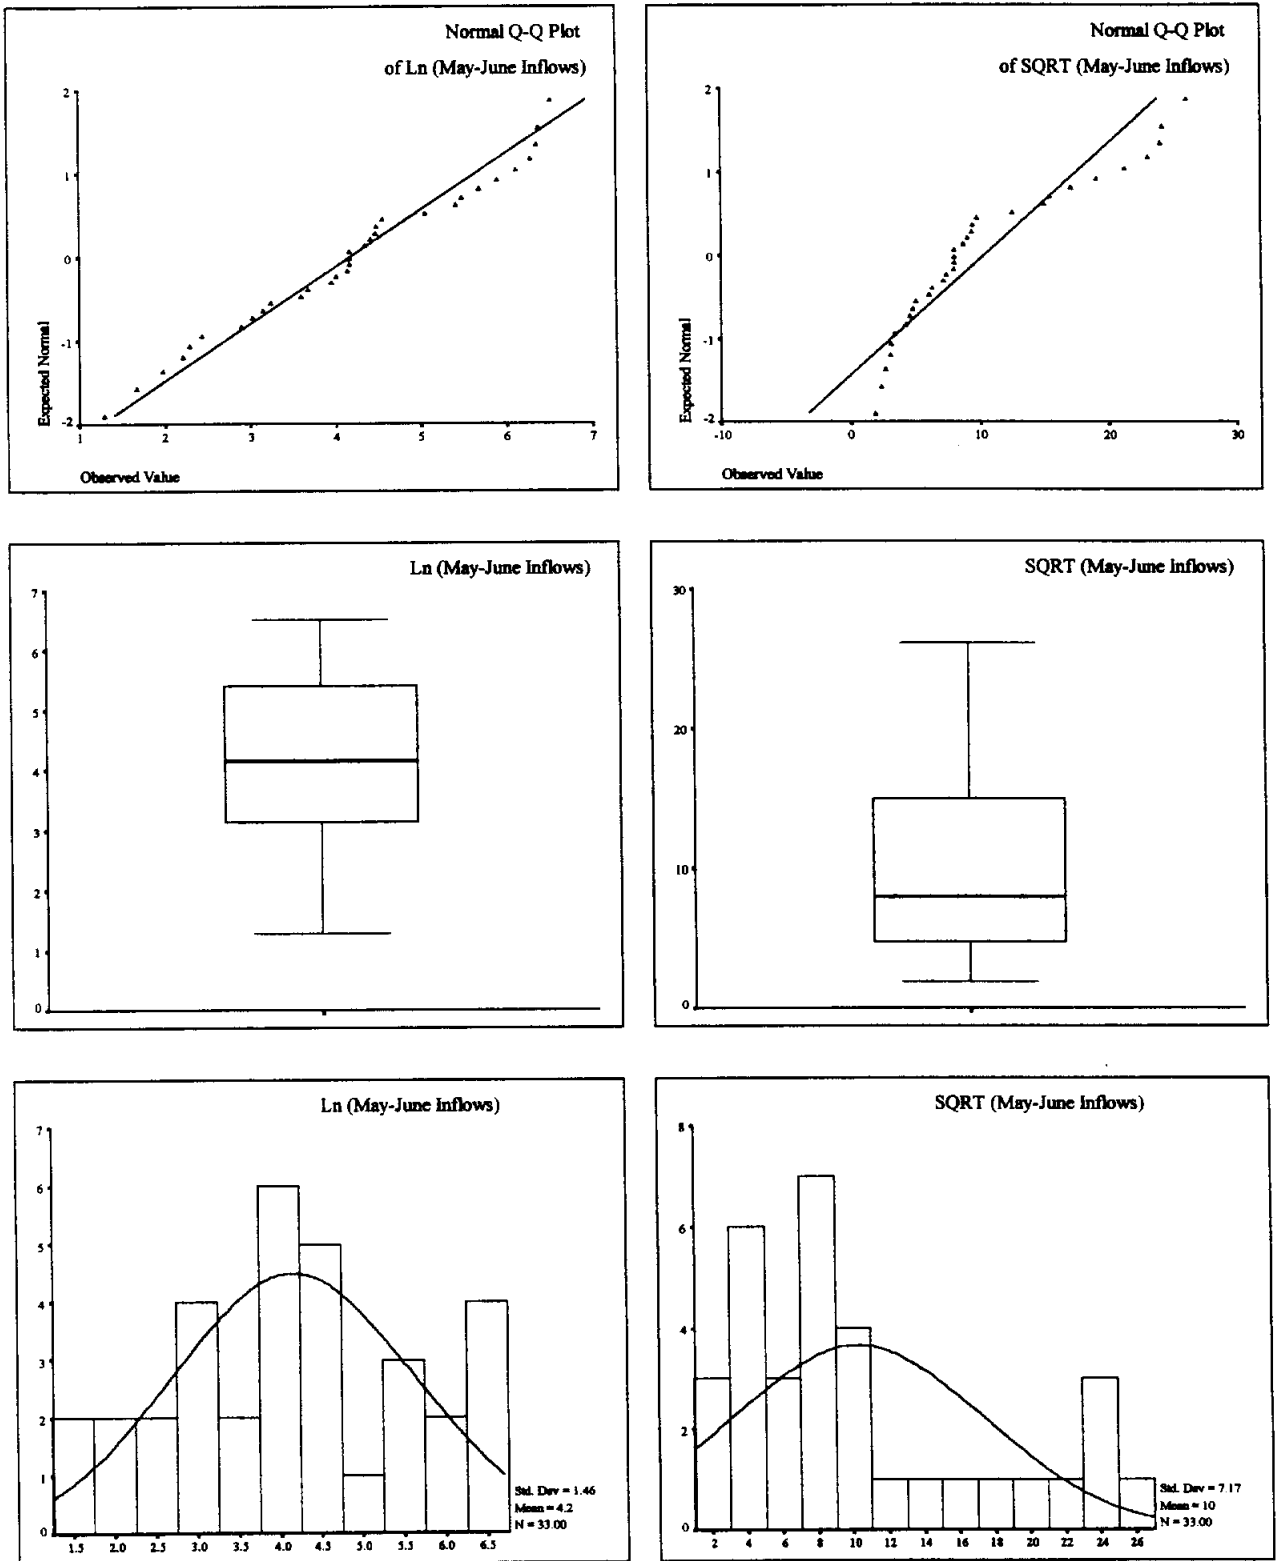 Normal Q-Q Plot
of Ln (May-June Inflows)
2
1
0
-1
-2
Expected Normal
1 2 3 4 5 6 7
Observed Value
Normal Q-Q Plot
of SQRT (May-June Inflows)
2
1
0
-1
-2
Expected Normal
-10 0 10 20 30
Observed Value
Ln (May-June Inflows)
7
6
5
4
3
2
1
0
SQRT (May-June Inflows)
30
20
10
0
Ln (May-June Inflows)
7
6
5
4
3
2
1
0
1.5 2.0 2.5 3.0 3.5 4.0 4.5 5.0 5.5 6.0 6.5
Std. Dev = 1.46
Mean = 4.2
N = 33.00
SQRT (May-June Inflows)
8
6
4
2
0
2 4 6 8 10 12 14 16 18 20 22 24 26
Std. Dev = 7.17
Mean = 10
N = 33.00